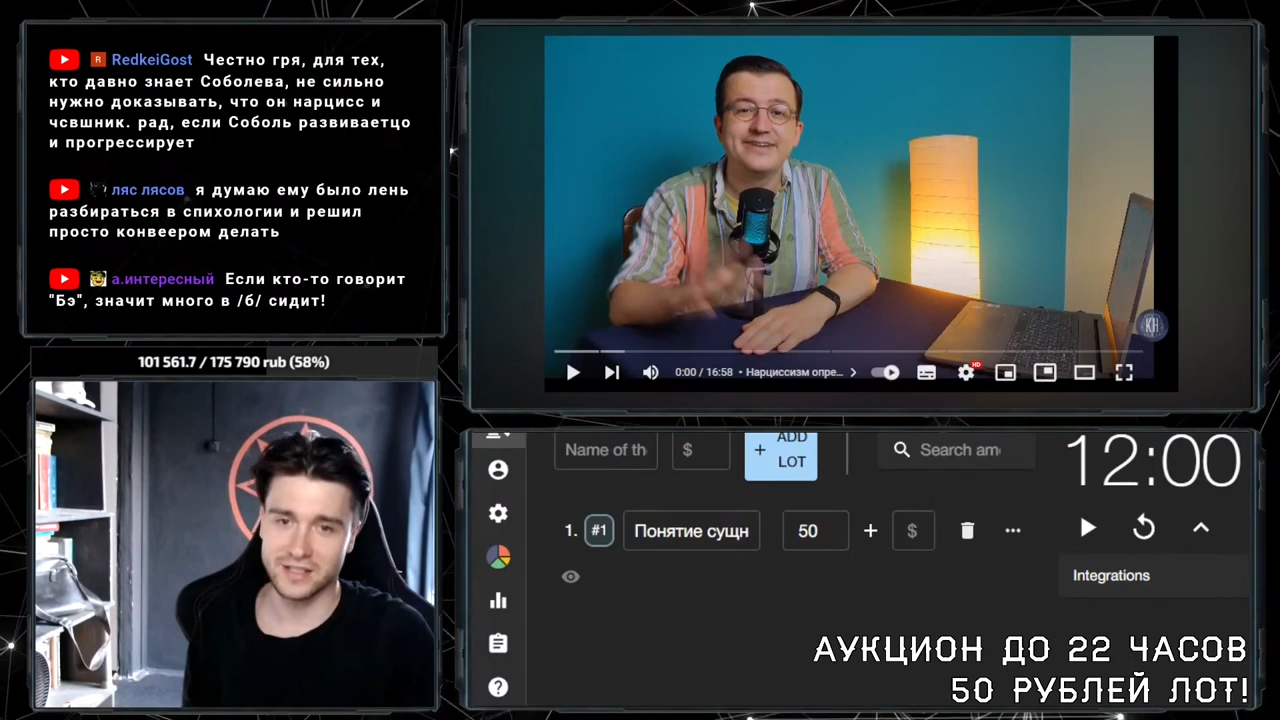 RedkeiGost Честно гря, для тех,
кто давно знает Соболева, не сильно
нужно доказывать, что он нарцисс и
чсвшник. рад, если Соболь развиваетцо
и прогрессирует
ляс лясов я думаю ему было лень
разбираться в спихологии и решил
просто конвеером делать
а.интересный Если кто-то говорит
"Бэ", значит много в /б/ сидит!
101 561.7 / 175 790 rub (58%)
КН
HD
0:00 / 16:58 • Нарциссизм опре...
Name of th
$
+ ADD
LOT
Search am
12:00
1. #1 Понятие сущн 50 + $
Integrations
АУКЦИОН ДО 22 ЧАСОВ
50 РУБЛЕЙ ЛОТ!